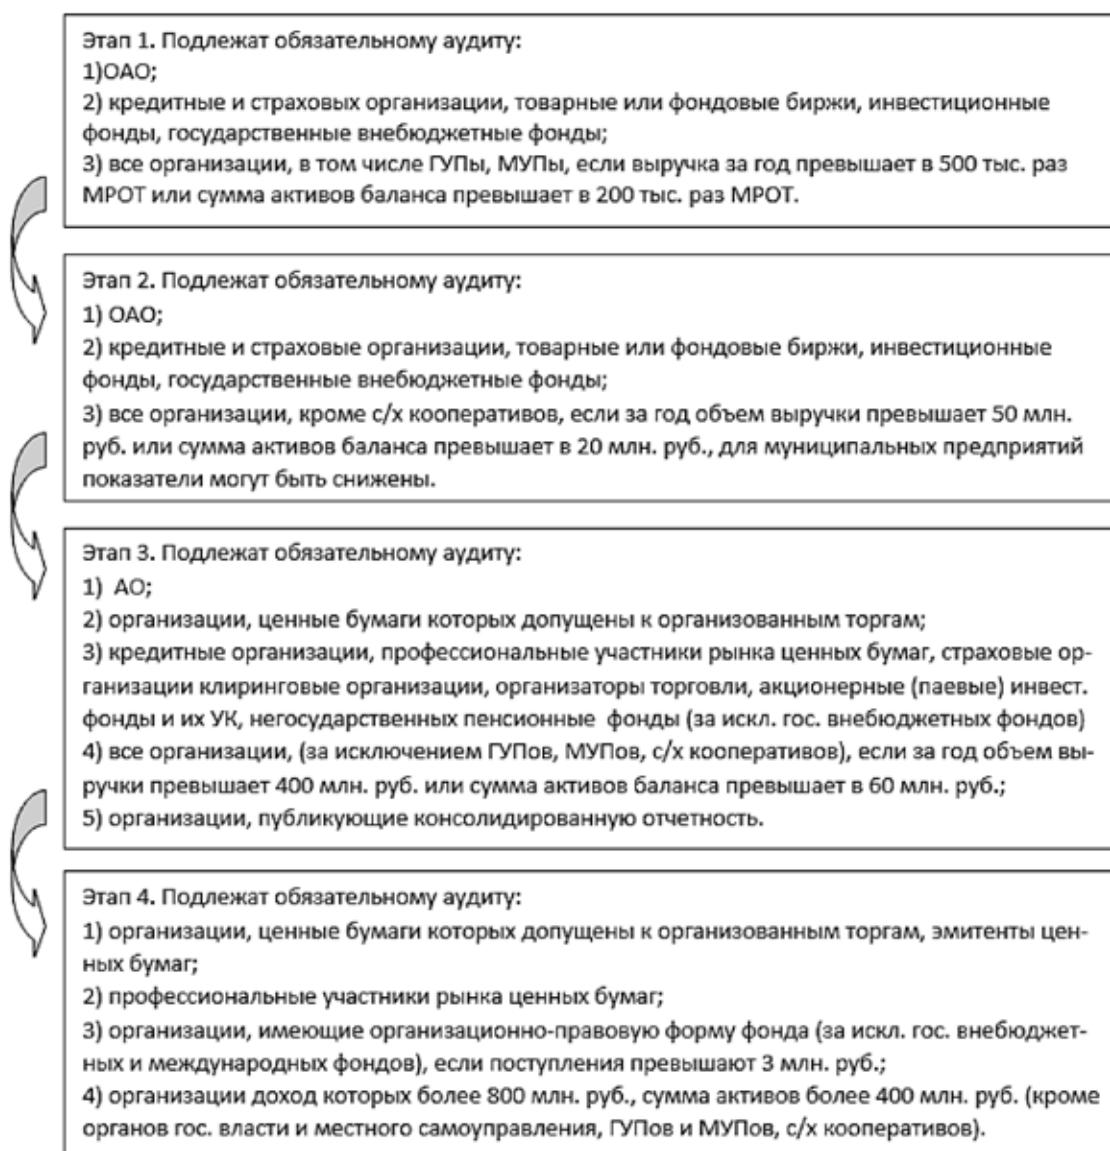 Этап 1. Подлежат обязательному аудиту:
1)ОАО;
2) кредитные и страховых организации, товарные или фондовые биржи, инвестиционные
фонды, государственные внебюджетные фонды;
3) все организации, в том числе ГУПы, МУПы, если выручка за год превышает в 500 тыс. раз
МРОТ или сумма активов баланса превышает в 200 тыс. раз МРОТ.
Этап 2. Подлежат обязательному аудиту:
1) ОАО;
2) кредитные и страховые организации, товарные или фондовые биржи, инвестиционные
фонды, государственные внебюджетные фонды;
3) все организации, кроме с/х кооперативов, если за год объем выручки превышает 50 млн.
руб. или сумма активов баланса превышает в 20 млн. руб., для муниципальных предприятий
показатели могут быть снижены.
Этап 3. Подлежат обязательному аудиту:
1) АО;
2) организации, ценные бумаги которых допущены к организованным торгам;
3) кредитные организации, профессиональные участники рынка ценных бумаг, страховые ор-
ганизации клиринговые организации, организаторы торговли, акционерные (паевые) инвест.
фонды и их УК, негосударственных пенсионные фонды (за искл. гос. внебюджетных фондов)
4) все организации, (за исключением ГУПов, МУПов, с/х кооперативов), если за год объем вы-
ручки превышает 400 млн. руб. или сумма активов баланса превышает в 60 млн. руб.;
5) организации, публикующие консолидированную отчетность.
Этап 4. Подлежат обязательному аудиту:
1) организации, ценные бумаги которых допущены к организованным торгам, эмитенты цен-
ных бумаг;
2) профессиональные участники рынка ценных бумаг;
3) организации, имеющие организационно-правовую форму фонда (за искл. гос. внебюджет-
ных и международных фондов), если поступления превышают 3 млн. руб.;
4) организации доход которых более 800 млн. руб., сумма активов более 400 млн. руб. (кроме
органов гос. власти и местного самоуправления, ГУПов и МУПов, с/х кооперативов).